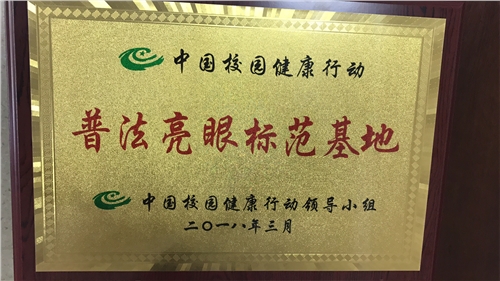 中国校园健康行动
普法亮眼标范基地
中国校园健康行动领导小组
二〇一八年三月